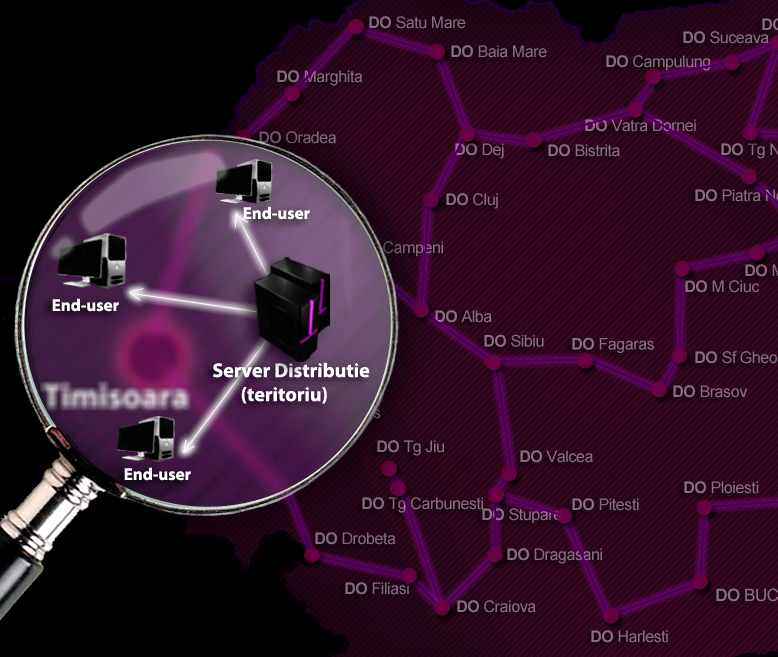 DO Satu Mare
DO
DO Suceava
DO Baia Mare
DO Campulung
DO Marghita
DO Vatra Dornei
DO Oradea
DO Dej
DO Bistrita
DO Tg N
End-user
DO Cluj
DO Piatra Ne
Campeni
End-user
DO M
DO M Ciuc
DO Alba
DO Sibiu
DO Fagaras
DO Sf Gheo
Server Distributie
(teritoriu)
DO Brasov
Timisoara
s
DO Tg Jiu
DO Valcea
End-user
DO Ploiesti
DO Tg Carbunesti
DO Stupare
DO Pitesti
DO Drobeta
DO Dragasani
DO Filiasi
DO BUC
DO Craiova
DO Harlesti